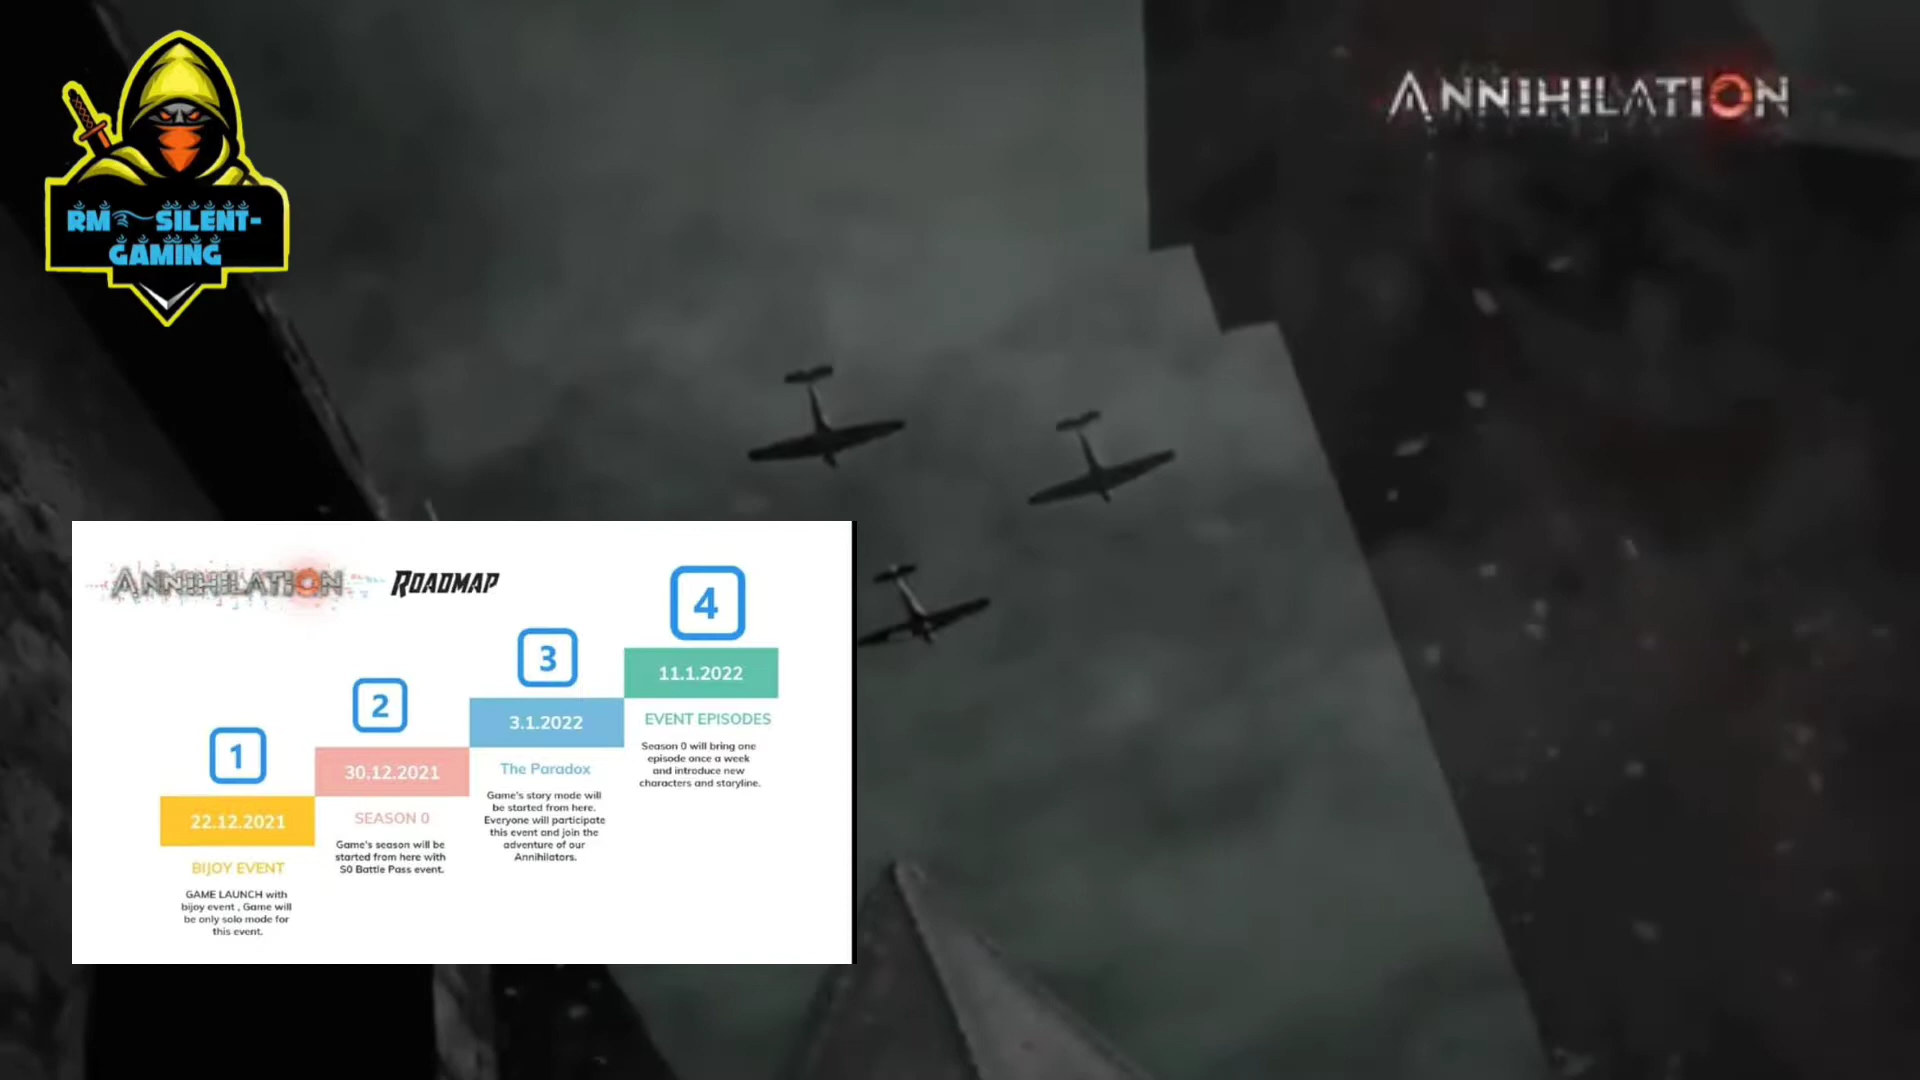 RM SILENT-
GAMING
ANNIHILATION
ANNIHILATION ROADMAP
1
22.12.2021
BIJOY EVENT
GAME LAUNCH with
bijoy event , Game will
be only solo mode for
this event.
2
30.12.2021
SEASON 0
Game's season will be
started from here with
S0 Battle Pass event.
3
3.1.2022
The Paradox
Game's story mode will
be started from here.
Everyone will participate
this event and join the
adventure of our
Annihilators.
4
11.1.2022
EVENT EPISODES
Season 0 will bring one
episode once a week
and introduce new
characters and staryline.